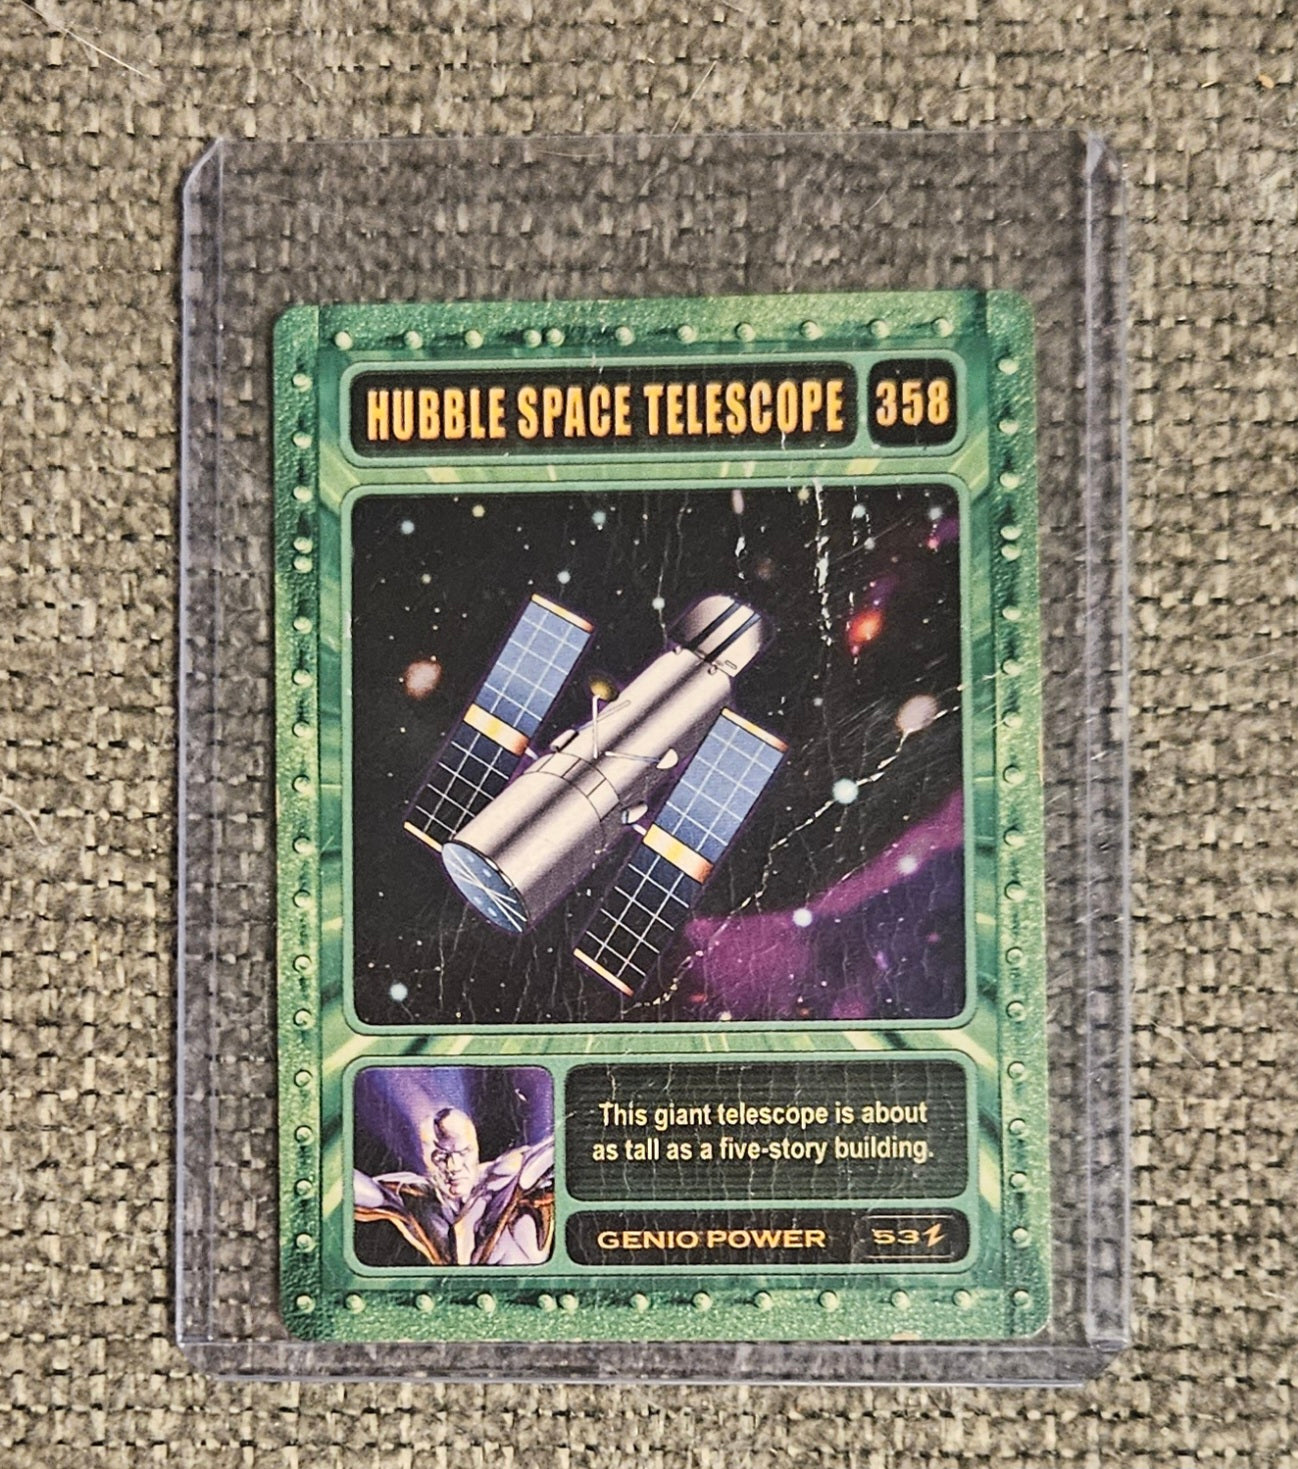 HUBBLE SPACE TELESCOPE 358
This giant telescope is about
as tall as a five-story building.
GENIO POWER 53